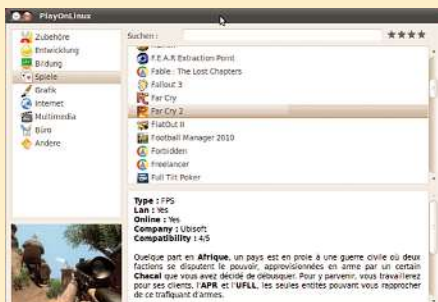 PlayOnLinux
Suchen :
Zubehöre
Entwicklung
Bildung
Spiele
Grafik
Internet
Multimedia
Büro
Andere
F.E.A.R Extraction Point
Fable : The Lost Chapters
Fallout 3
Far Cry
Far Cry 2
FlatOut II
Football Manager 2010
Forbidden
Freelancer
Full Tilt Poker
Type : FPS
Lan : Yes
Online : Yes
Company : Ubisoft
Compatibility : 4/5
Quelque part en Afrique, un pays est en proie à une guerre civile où deux
factions se disputent le pouvoir, approvisionnées en arme par un certain
Chacal que vous avez décidé de débusquer. Pour y parvenir, vous travaillerez
pour ses clients, l'APR et l'UFLL, les seules entités pouvant vous rapprocher
de ce trafiquant d'armes.